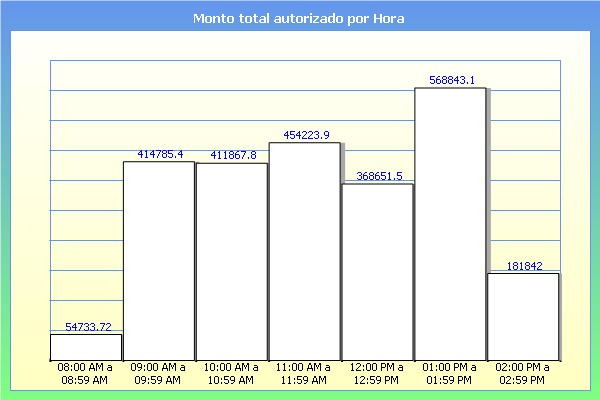 Monto total autorizado por Hora
568843.1
454223.9
414785.4
411867.8
368651.5
181842
54733.72
08:00 AM a 09:00 AM a 10:00 AM a 11:00 AM a 12:00 PM a 01:00 PM a 02:00 PM a
08:59 AM 09:59 AM 10:59 AM 11:59 AM 12:59 PM 01:59 PM 02:59 PM